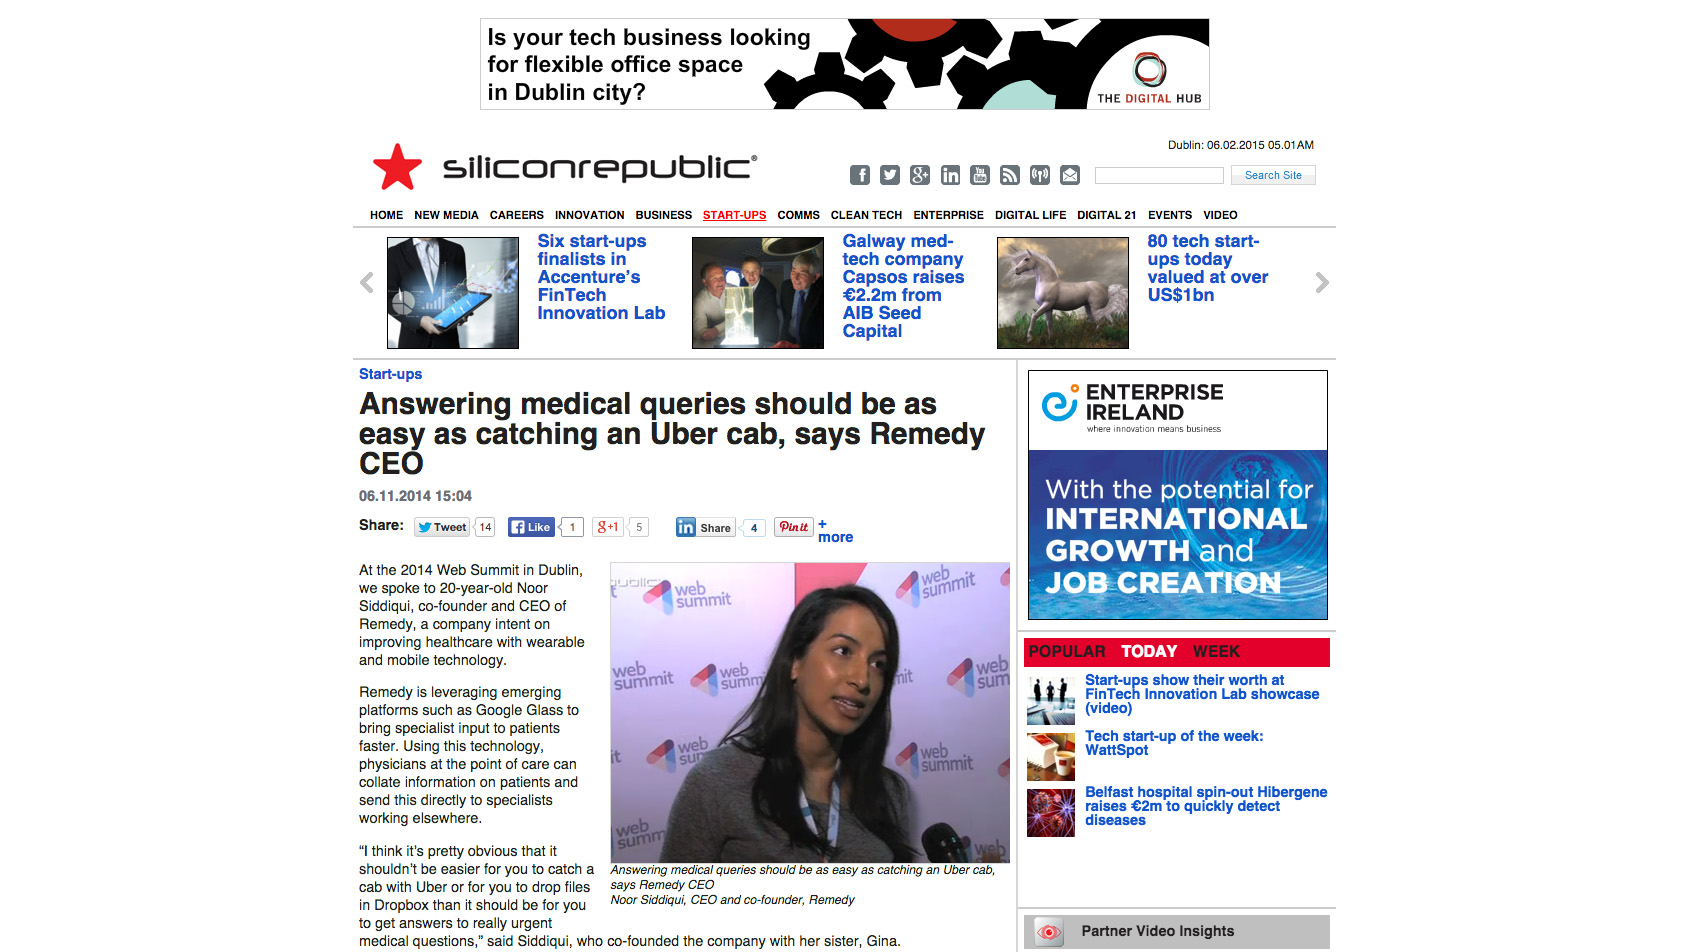 Is your tech business looking
for flexible office space
in Dublin city?
THE DIGITAL HUB
Dublin: 06.02.2015 05.01AM
siliconrepublic
Search Site
HOME NEW MEDIA CAREERS INNOVATION BUSINESS START-UPS COMMS CLEAN TECH ENTERPRISE DIGITAL LIFE DIGITAL 21 EVENTS VIDEO
Six start-ups
finalists in
Accenture’s
FinTech
Innovation Lab
Galway med-
tech company
Capsos raises
€2.2m from
AIB Seed
Capital
80 tech start-
ups today
valued at over
US$1bn
Start-ups
Answering medical queries should be as
easy as catching an Uber cab, says Remedy
CEO
06.11.2014 15:04
Share: Tweet 14 Like 1 g+1 5 in Share 4 Pin it +
more
At the 2014 Web Summit in Dublin,
we spoke to 20-year-old Noor
Siddiqui, co-founder and CEO of
Remedy, a company intent on
improving healthcare with wearable
and mobile technology.
Remedy is leveraging emerging
platforms such as Google Glass to
bring specialist input to patients
faster. Using this technology,
physicians at the point of care can
collate information on patients and
send this directly to specialists
working elsewhere.
“I think it’s pretty obvious that it
shouldn’t be easier for you to catch a
cab with Uber or for you to drop files
in Dropbox than it should be for you
to get answers to really urgent
medical questions,” said Siddiqui, who co-founded the company with her sister, Gina.
web
summit
web
summit
web
summit
web
summit
web
summit
web
summit
web
summit
Answering medical queries should be as easy as catching an Uber cab,
says Remedy CEO
Noor Siddiqui, CEO and co-founder, Remedy
ENTERPRISE
IRELAND
where innovation means business
With the potential for
INTERNATIONAL
GROWTH and
JOB CREATION
POPULAR TODAY WEEK
Start-ups show their worth at
FinTech Innovation Lab showcase
(video)
Tech start-up of the week:
WattSpot
Belfast hospital spin-out Hibergene
raises €2m to quickly detect
diseases
Partner Video Insights